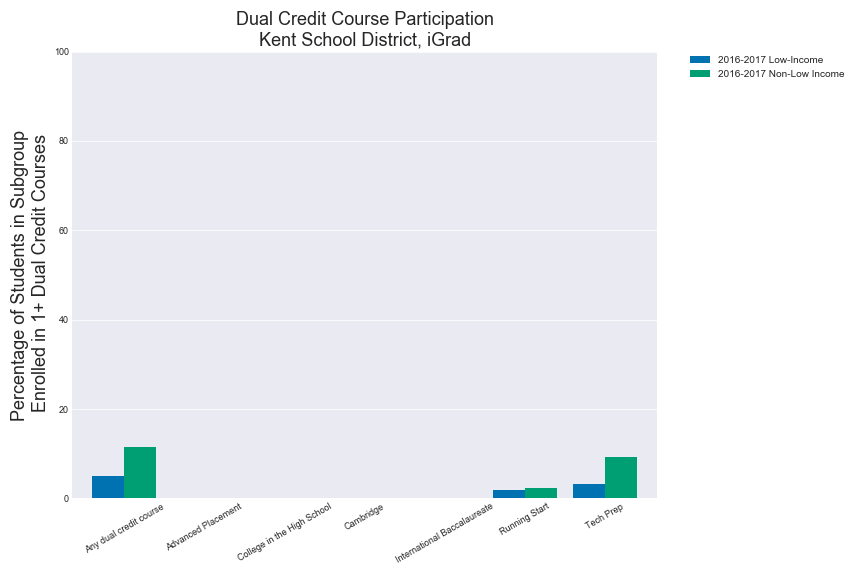 Dual Credit Course Participation
Kent School District, iGrad
2016-2017 Low-Income
2016-2017 Non-Low Income
Percentage of Students in Subgroup
Enrolled in 1+ Dual Credit Courses
100
80
60
40
20
0
Any dual credit course
Advanced Placement
College in the High School
Cambridge
International Baccalaureate
Running Start
Tech Prep